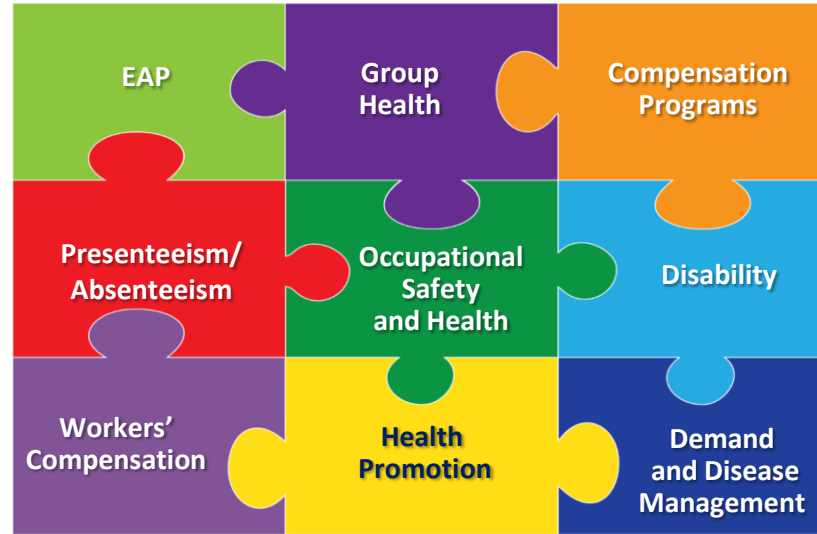 EAP
Group
Health
Compensation
Programs
Presenteeism/
Absenteeism
Occupational
Safety
and Health
Disability
Workers’
Compensation
Health
Promotion
Demand
and Disease
Management